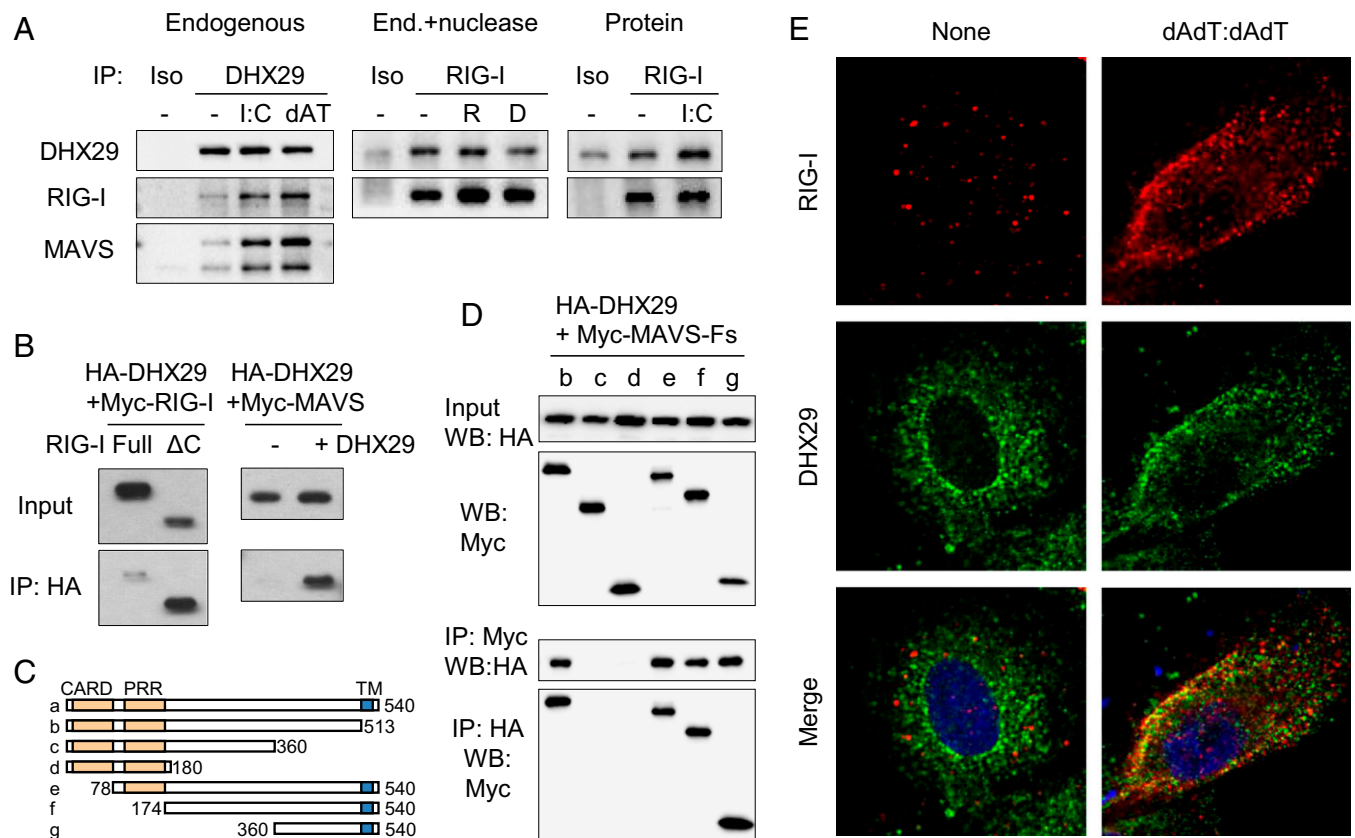 A
Endogenous
End.+nuclease
Protein
IP:
Iso
DHX29
Iso
RIG-I
Iso
RIG-I
-
-
I:C
dAT
-
-
R
D
-
-
I:C
DHX29
RIG-I
MAVS
B
HA-DHX29
+Myc-RIG-I
HA-DHX29
+Myc-MAVS
RIG-I
Full
ΔC
-
+ DHX29
Input
IP: HA
C
CARD
PRR
TM
a
540
b
513
c
360
d
180
e
78
540
f
174
540
g
360
540
D
HA-DHX29
+ Myc-MAVS-Fs
b
c
d
e
f
g
Input
WB: HA
WB:
Myc
IP: Myc
WB:HA
IP: HA
WB:
Myc
E
None
dAdT:dAdT
RIG-I
DHX29
Merge